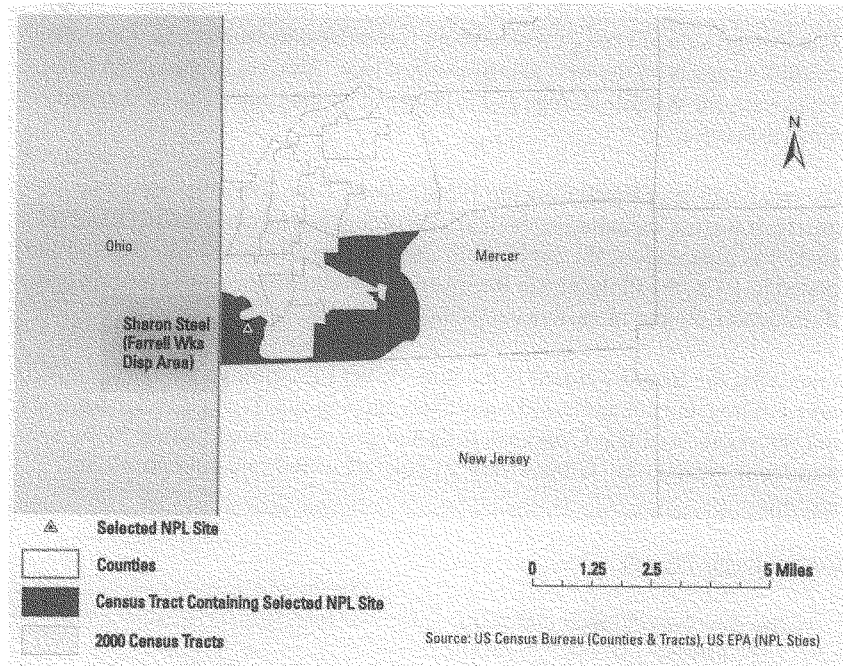 N
Ohio
Mercer
Sharon Steel
(Farrell Wks
Disp Area)
New Jersey
Selected NPL Site
Counties
Census Tract Containing Selected NPL Site
2000 Census Tracts
0 1.25 2.5 5 Miles
Source: US Census Bureau (Counties & Tracts), US EPA (NPL Sties)